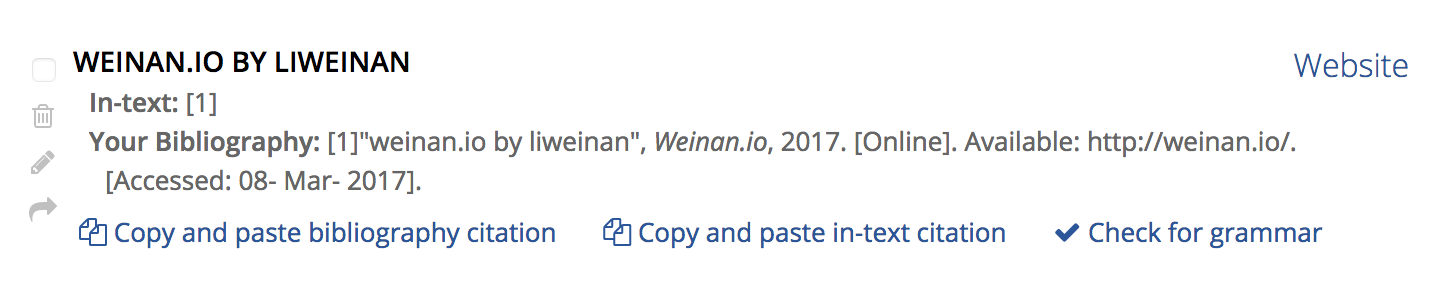 WEINAN.IO BY LIWEINAN
Website
In-text: [1]
Your Bibliography: [1]"weinan.io by liweinan", Weinan.io, 2017. [Online]. Available: http://weinan.io/.
[Accessed: 08- Mar- 2017].
Copy and paste bibliography citation
Copy and paste in-text citation
Check for grammar